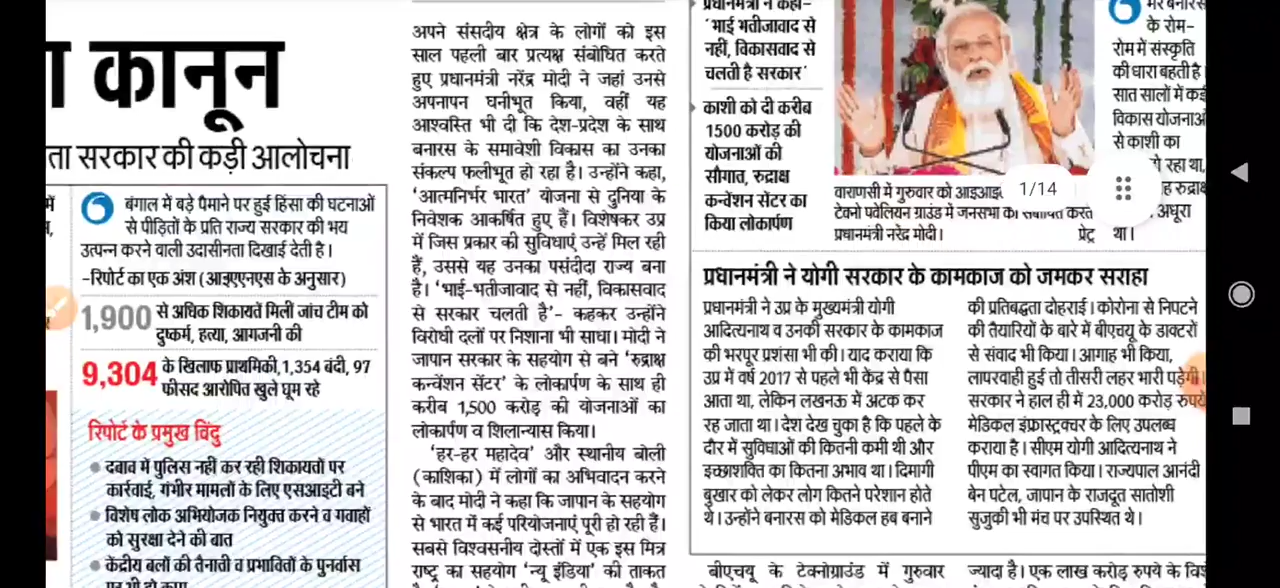 ा कानून
ता सरकार की कड़ी आलोचना
बंगाल में बड़े पैमाने पर हुई हिंसा की घटनाओं
से पीड़ितों के प्रति राज्य सरकार की भय
उत्पन्न करने वाली उदासीनता दिखाई देती है।
-रिपोर्ट का एक अंश (आइएएनएस के अनुसार)
1,900 से अधिक शिकायतें मिलीं जांच टीम को
दुष्कर्म, हत्या, आगजनी की
9,304 के खिलाफ प्राथमिकी, 1,354 बंदी, 97
फीसद आरोपित खुले घूम रहे
रिपोर्ट के प्रमुख बिंदु
दबाव में पुलिस नहीं कर रही शिकायतों पर
कार्रवाई, गंभीर मामलों के लिए एसआइटी बने
विशेष लोक अभियोजक नियुक्त करने व गवाहों
को सुरक्षा देने की बात
केंद्रीय बलों की तैनाती व प्रभावितों के पुनर्वास
अपने संसदीय क्षेत्र के लोगों को इस
साल पहली बार प्रत्यक्ष संबोधित करते
हुए प्रधानमंत्री नरेंद्र मोदी ने जहां उनसे
अपनापन घनीभूत किया, वहीं यह
आश्वस्ति भी दी कि देश-प्रदेश के साथ
बनारस के समावेशी विकास का उनका
संकल्प फलीभूत हो रहा है। उन्होंने कहा,
'आत्मनिर्भर भारत' योजना से दुनिया के
निवेशक आकर्षित हुए हैं। विशेषकर उप्र
में जिस प्रकार की सुविधाएं उन्हें मिल रही
हैं, उससे यह उनका पसंदीदा राज्य बना
है। 'भाई-भतीजावाद से नहीं, विकासवाद
से सरकार चलती है'- कहकर उन्होंने
विरोधी दलों पर निशाना भी साधा। मोदी ने
जापान सरकार के सहयोग से बने 'रुद्राक्ष
कन्वेंशन सेंटर' के लोकार्पण के साथ ही
करीब 1,500 करोड़ की योजनाओं का
लोकार्पण व शिलान्यास किया।
'हर-हर महादेव' और स्थानीय बोली
(काशिका) में लोगों का अभिवादन करने
के बाद मोदी ने कहा कि जापान के सहयोग
से भारत में कई परियोजनाएं पूरी हो रही हैं।
सबसे विश्वसनीय दोस्तों में एक इस मित्र
राष्ट्र का सहयोग 'न्यू इंडिया' की ताकत
प्रधानमंत्री ने कहा-
'भाई भतीजावाद से
नहीं, विकासवाद से
चलती है सरकार'
काशी को दी करीब
1500 करोड़ की
योजनाओं की
सौगात, रुद्राक्ष
कन्वेंशन सेंटर का
किया लोकार्पण
वाराणसी में गुरुवार को आइआइ
टेक्नो पवेलियन ग्राउंड में जनसभा को संबोधित करते
प्रधानमंत्री नरेंद्र मोदी। प्रेट्र
1/14
मेरे बनारस
के रोम-
रोम में संस्कृति
की धारा बहती है।
सात सालों में कई
विकास योजनाओं
से काशी का
रहा था,
रुद्राक्ष
अधूरा
था।
प्रधानमंत्री ने योगी सरकार के कामकाज को जमकर सराहा
प्रधानमंत्री ने उप्र के मुख्यमंत्री योगी
आदित्यनाथ व उनकी सरकार के कामकाज
की भरपूर प्रशंसा भी की। याद कराया कि
उप्र में वर्ष 2017 से पहले भी केंद्र से पैसा
आता था, लेकिन लखनऊ में अटक कर
रह जाता था। देश देख चुका है कि पहले के
दौर में सुविधाओं की कितनी कमी थी और
इच्छाशक्ति का कितना अभाव था। दिमागी
बुखार को लेकर लोग कितने परेशान होते
थे। उन्होंने बनारस को मेडिकल हब बनाने
की प्रतिबद्धता दोहराई। कोरोना से निपटने
की तैयारियों के बारे में बीएचयू के डाक्टरों
से संवाद भी किया। आगाह भी किया,
लापरवाही हुई तो तीसरी लहर भारी पड़ेगी।
सरकार ने हाल ही में 23,000 करोड़ रुपये
मेडिकल इंफ्रास्ट्रक्चर के लिए उपलब्ध
कराया है। सीएम योगी आदित्यनाथ ने
पीएम का स्वागत किया। राज्यपाल आनंदी
बेन पटेल, जापान के राजदूत सातोशी
सुजुकी भी मंच पर उपस्थित थे।
बीएचयू के टेक्नोग्राउंड में गुरुवार
ज्यादा है। एक लाख करोड़ रुपये के